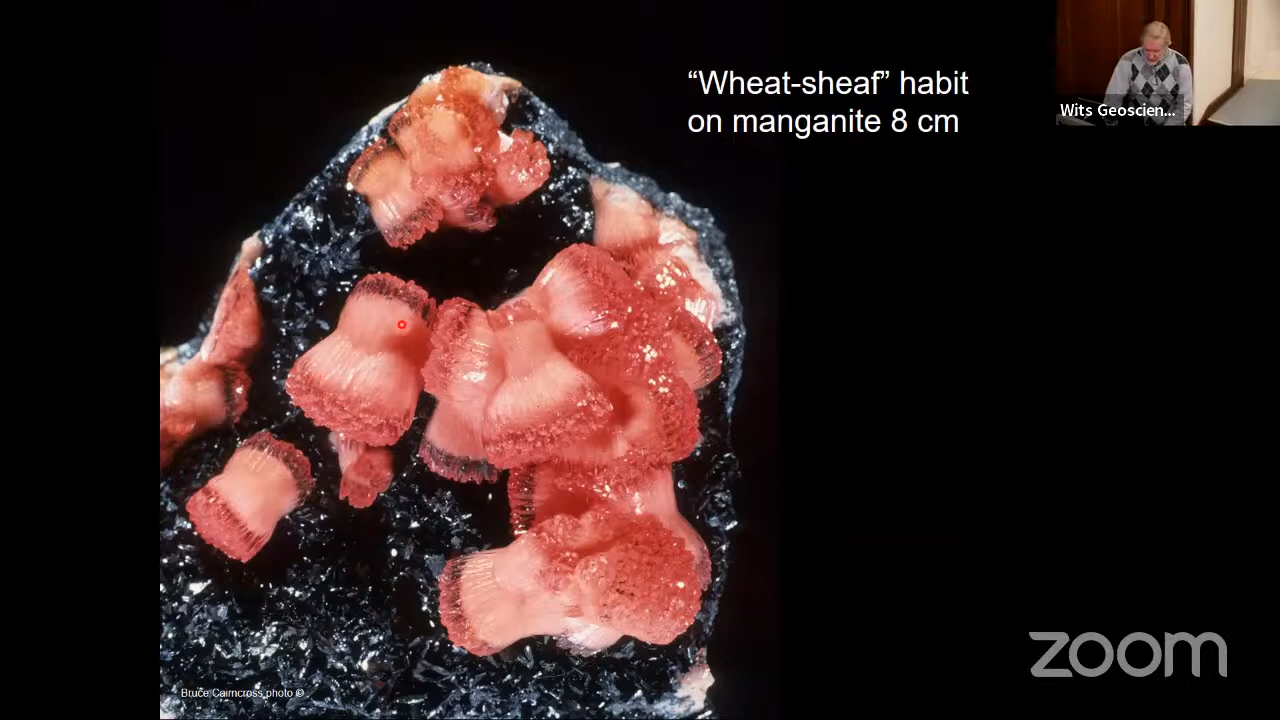 “Wheat-sheaf” habit
on manganite 8 cm
Wits Geoscien...
zoom
Bruce Cairncross photo ©